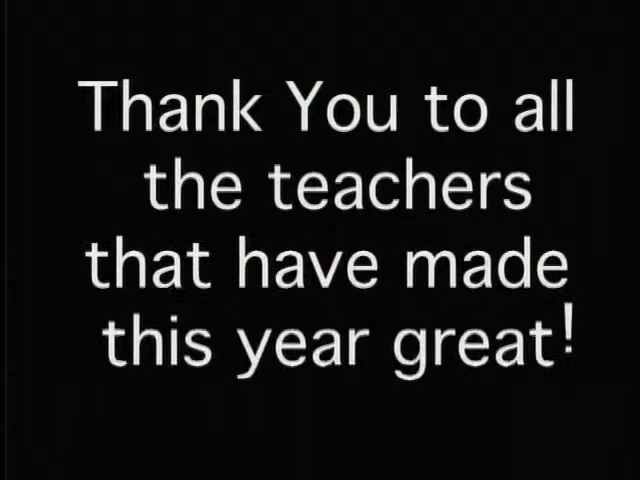 Thank You to all
the teachers
that have made
this year great!